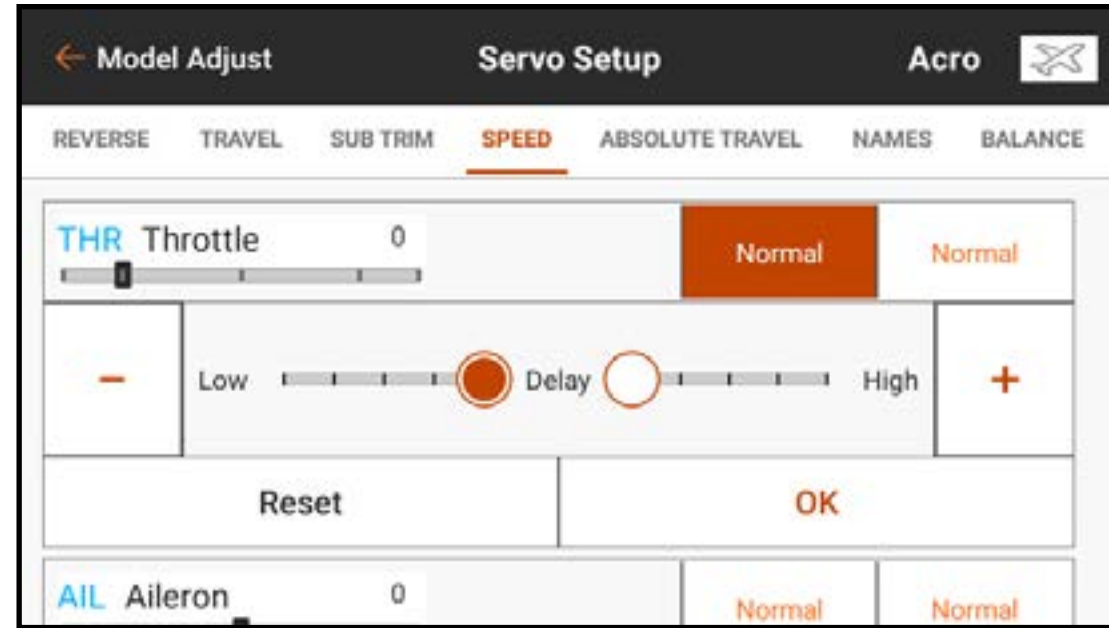 ← Model Adjust Servo Setup Acro
REVERSE TRAVEL SUB TRIM SPEED ABSOLUTE TRAVEL NAMES BALANCE
THR Throttle 0 Normal Normal
− Low Delay High +
Reset OK
AIL Aileron 0 Normal Normal